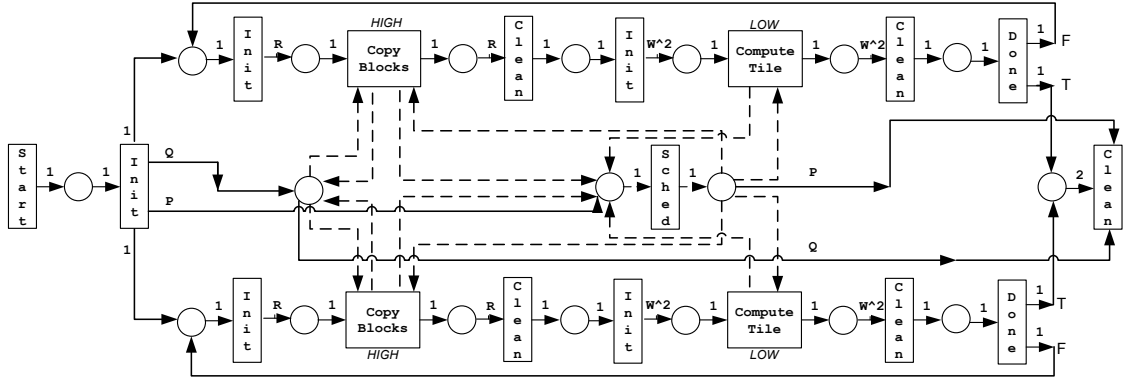 HIGH
LOW
1 Init R 1 Copy Blocks 1 R Clean 1 1 Init W^2 1 Compute Tile 1 W^2 Clean 1 1 Done 1 F
1 T
1
Start 1 1 Init Q
P
1
1 Sched 1
P
2 Clean
Q
1 Init R 1 Copy Blocks 1 R Clean 1 1 Init W^2 1 Compute Tile 1 W^2 Clean 1 1 Done 1 T
1 F
HIGH
LOW